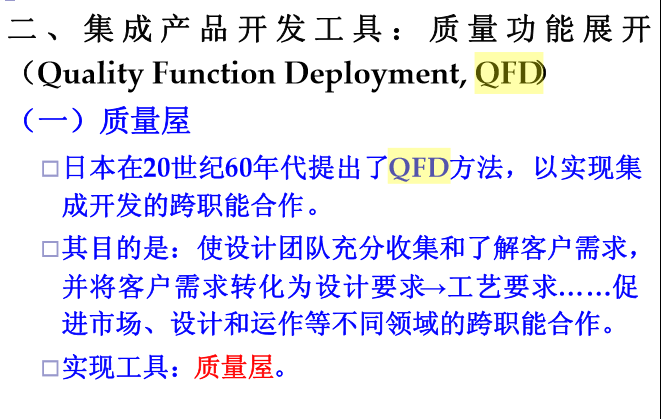 二、集成产品开发工具：质量功能展开
（Quality Function Deployment, QFD）
（一）质量屋
□日本在20世纪60年代提出了QFD方法，以实现集
成开发的跨职能合作。
□其目的是：使设计团队充分收集和了解客户需求，
并将客户需求转化为设计要求→工艺要求……促
进市场、设计和运作等不同领域的跨职能合作。
□实现工具：质量屋。